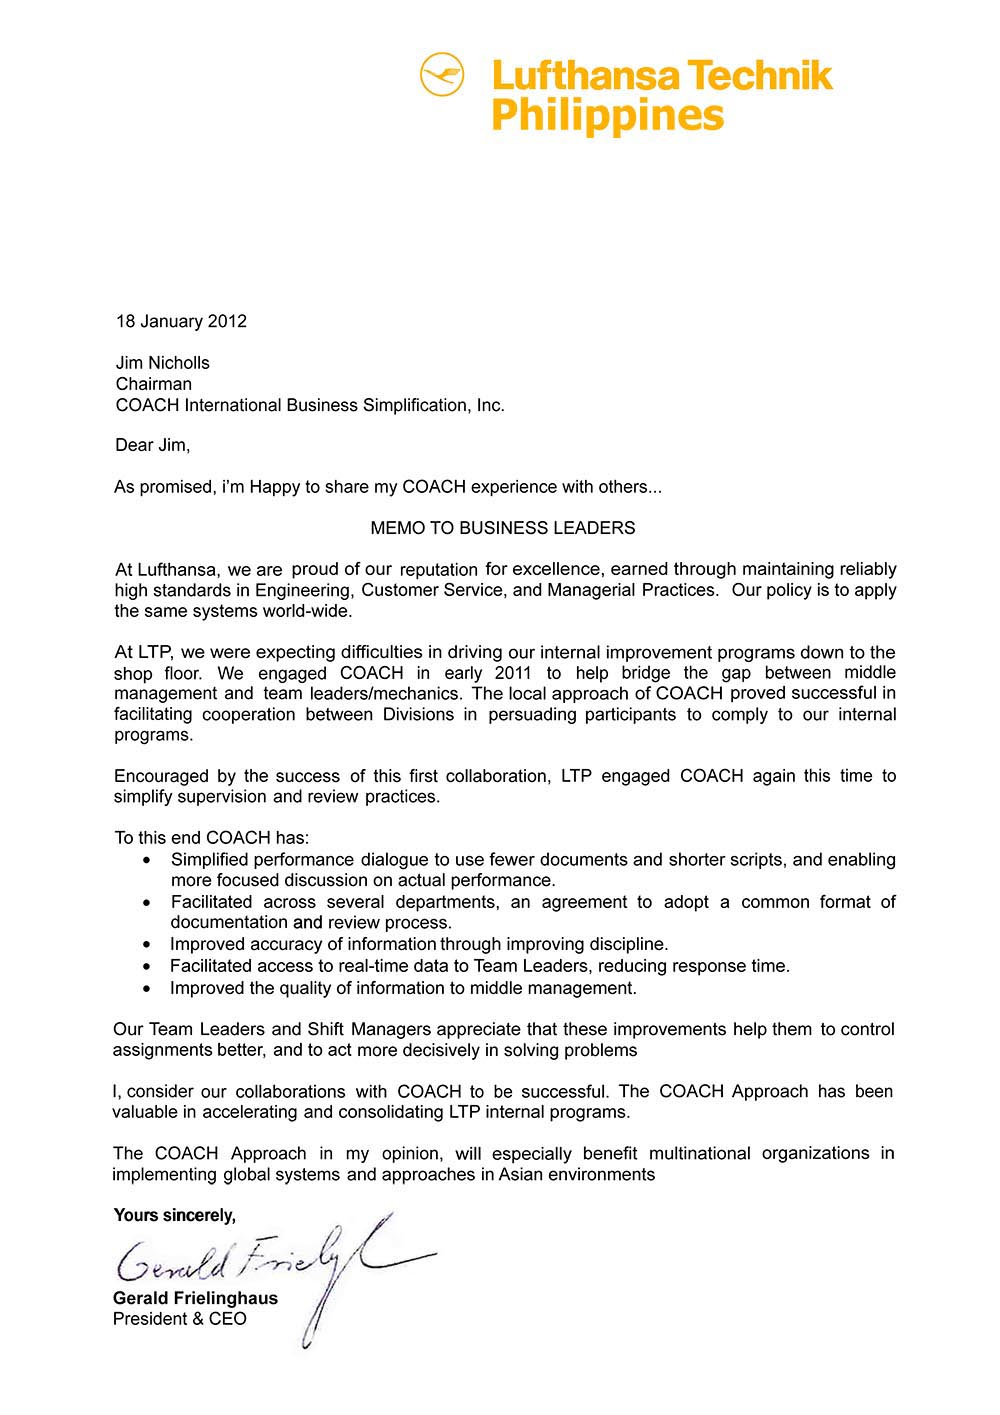 Lufthansa Technik
Philippines
18 January 2012
Jim Nicholls
Chairman
COACH International Business Simplification, Inc.
Dear Jim,
As promised, i'm Happy to share my COACH experience with others...
MEMO TO BUSINESS LEADERS
At Lufthansa, we are proud of our reputation for excellence, earned through maintaining reliably
high standards in Engineering, Customer Service, and Managerial Practices. Our policy is to apply
the same systems world-wide.
At LTP, we were expecting difficulties in driving our internal improvement programs down to the
shop floor. We engaged COACH in early 2011 to help bridge the gap between middle
management and team leaders/mechanics. The local approach of COACH proved successful in
facilitating cooperation between Divisions in persuading participants to comply to our internal
programs.
Encouraged by the success of this first collaboration, LTP engaged COACH again this time to
simplify supervision and review practices.
To this end COACH has:
• Simplified performance dialogue to use fewer documents and shorter scripts, and enabling
more focused discussion on actual performance.
• Facilitated across several departments, an agreement to adopt a common format of
documentation and review process.
• Improved accuracy of information through improving discipline.
• Facilitated access to real-time data to Team Leaders, reducing response time.
• Improved the quality of information to middle management.
Our Team Leaders and Shift Managers appreciate that these improvements help them to control
assignments better, and to act more decisively in solving problems
I, consider our collaborations with COACH to be successful. The COACH Approach has been
valuable in accelerating and consolidating LTP internal programs.
The COACH Approach in my opinion, will especially benefit multinational organizations in
implementing global systems and approaches in Asian environments
Yours sincerely,
Gerald
Gerald Frielinghaus
President & CEO